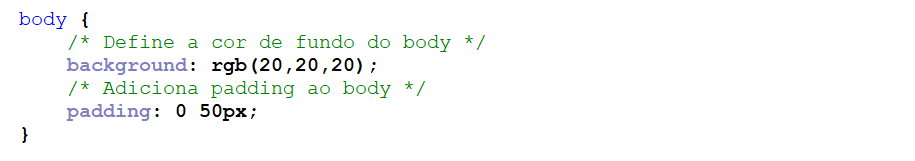 body {
    /* Define a cor de fundo do body */
    background: rgb(20,20,20);
    /* Adiciona padding ao body */
    padding: 0 50px;
}